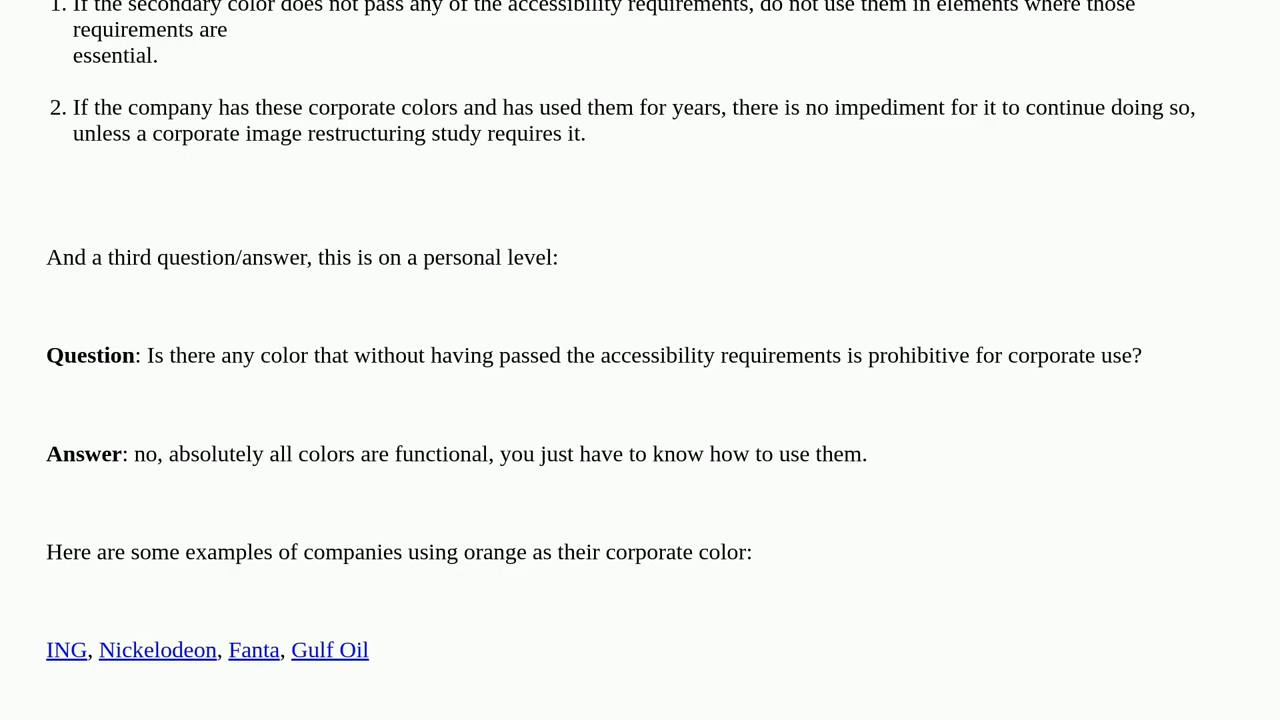 1. If the secondary color does not pass any of the accessibility requirements, do not use them in elements where those
requirements are
essential.
2. If the company has these corporate colors and has used them for years, there is no impediment for it to continue doing so,
unless a corporate image restructuring study requires it.
And a third question/answer, this is on a personal level:
Question: Is there any color that without having passed the accessibility requirements is prohibitive for corporate use?
Answer: no, absolutely all colors are functional, you just have to know how to use them.
Here are some examples of companies using orange as their corporate color:
ING, Nickelodeon, Fanta, Gulf Oil